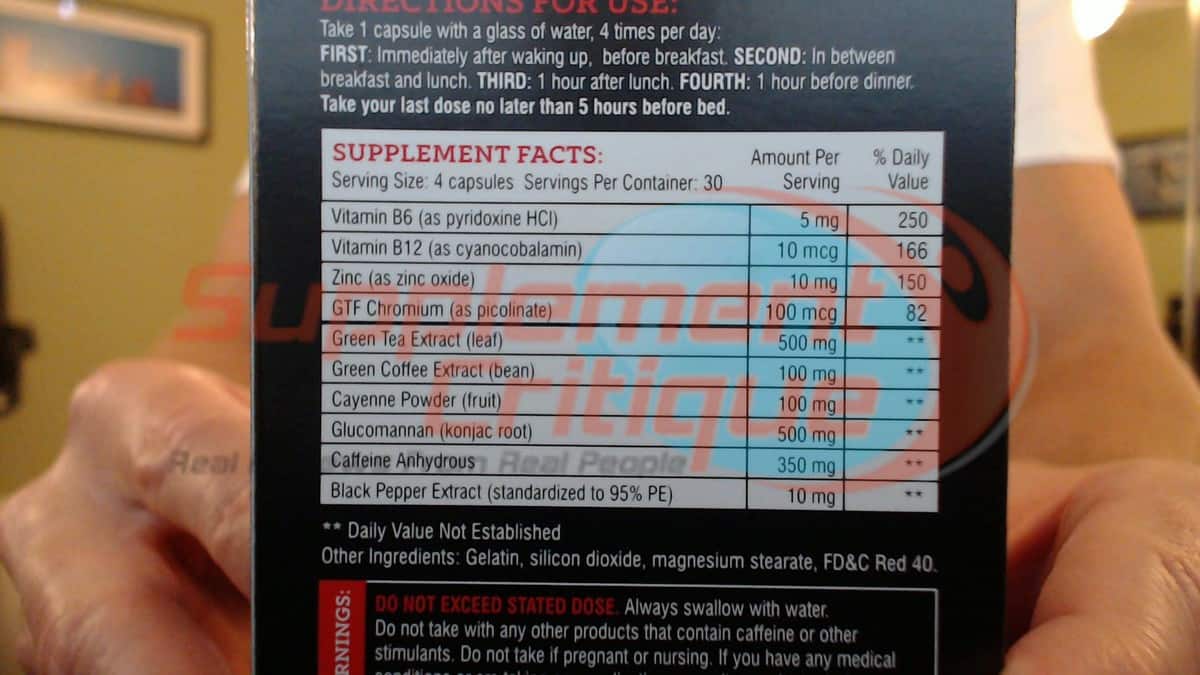 DIRECTIONS FOR USE:
Take 1 capsule with a glass of water, 4 times per day:
FIRST: Immediately after waking up, before breakfast. SECOND: In between
breakfast and lunch. THIRD: 1 hour after lunch. FOURTH: 1 hour before dinner.
Take your last dose no later than 5 hours before bed.
SUPPLEMENT FACTS: Amount Per % Daily
Serving Size: 4 capsules Servings Per Container: 30 Serving Value
Vitamin B6 (as pyridoxine HCl) 5 mg 250
Vitamin B12 (as cyanocobalamin) 10 mcg 166
Zinc (as zinc oxide) 10 mg 150
GTF Chromium (as picolinate) 100 mcg 82
Green Tea Extract (leaf) 500 mg **
Green Coffee Extract (bean) 100 mg **
Cayenne Powder (fruit) 100 mg **
Glucomannan (konjac root) 500 mg **
Caffeine Anhydrous 350 mg **
Black Pepper Extract (standardized to 95% PE) 10 mg **
** Daily Value Not Established
Other Ingredients: Gelatin, silicon dioxide, magnesium stearate, FD&C Red 40.
DO NOT EXCEED STATED DOSE. Always swallow with water.
Do not take with any other products that contain caffeine or other
stimulants. Do not take if pregnant or nursing. If you have any medical
Supplement
Critique
Real Real People